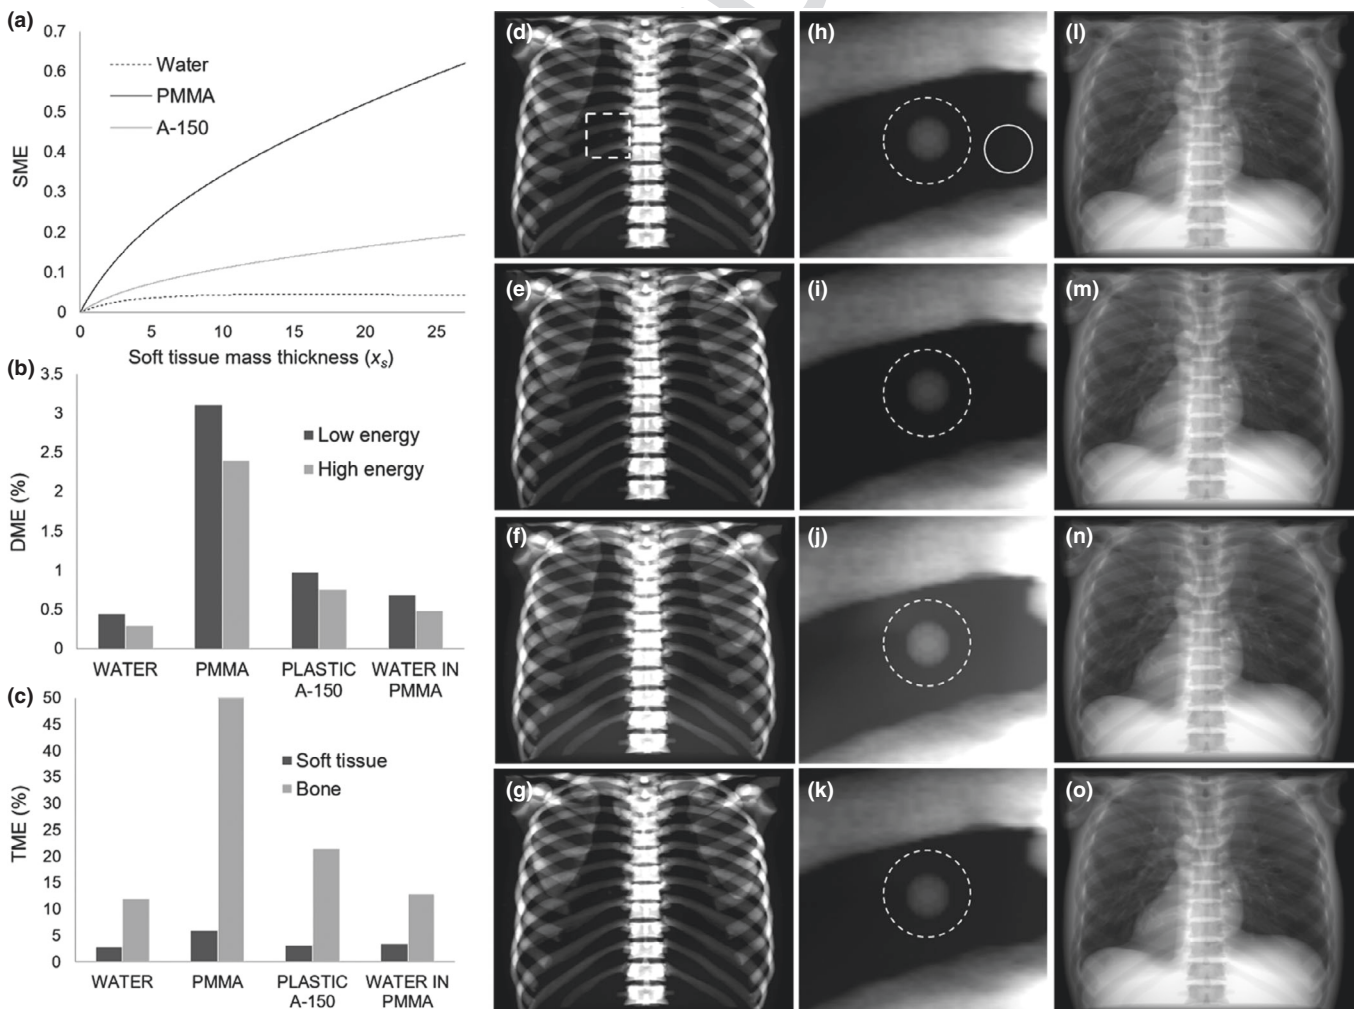 (a)
0.7
0.6
0.5
0.4
0.3
0.2
0.1
0
SME
Water
PMMA
A-150
0 5 10 15 20 25
Soft tissue mass thickness (xₛ)
(b)
3.5
3
2.5
2
1.5
1
0.5
0
DME (%)
Low energy
High energy
WATER PMMA PLASTIC A-150 WATER IN PMMA
(c)
50
45
40
35
30
25
20
15
10
5
0
TME (%)
Soft tissue
Bone
WATER PMMA PLASTIC A-150 WATER IN PMMA
(d) (h) (l)
(e) (i) (m)
(f) (j) (n)
(g) (k) (o)